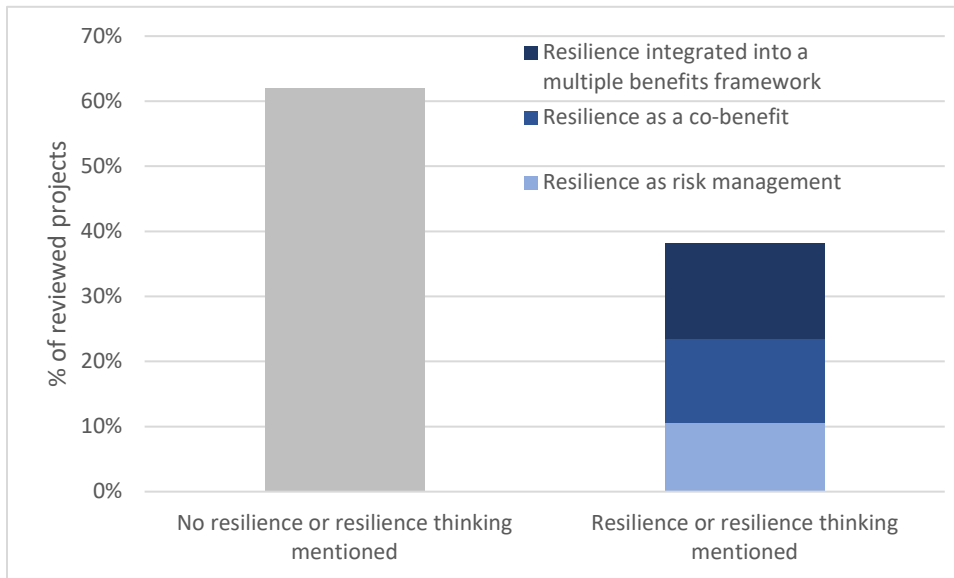 70%
60%
50%
40%
30%
20%
10%
0%
% of reviewed projects
Resilience integrated into a
multiple benefits framework
Resilience as a co-benefit
Resilience as risk management
No resilience or resilience thinking
mentioned
Resilience or resilience thinking
mentioned